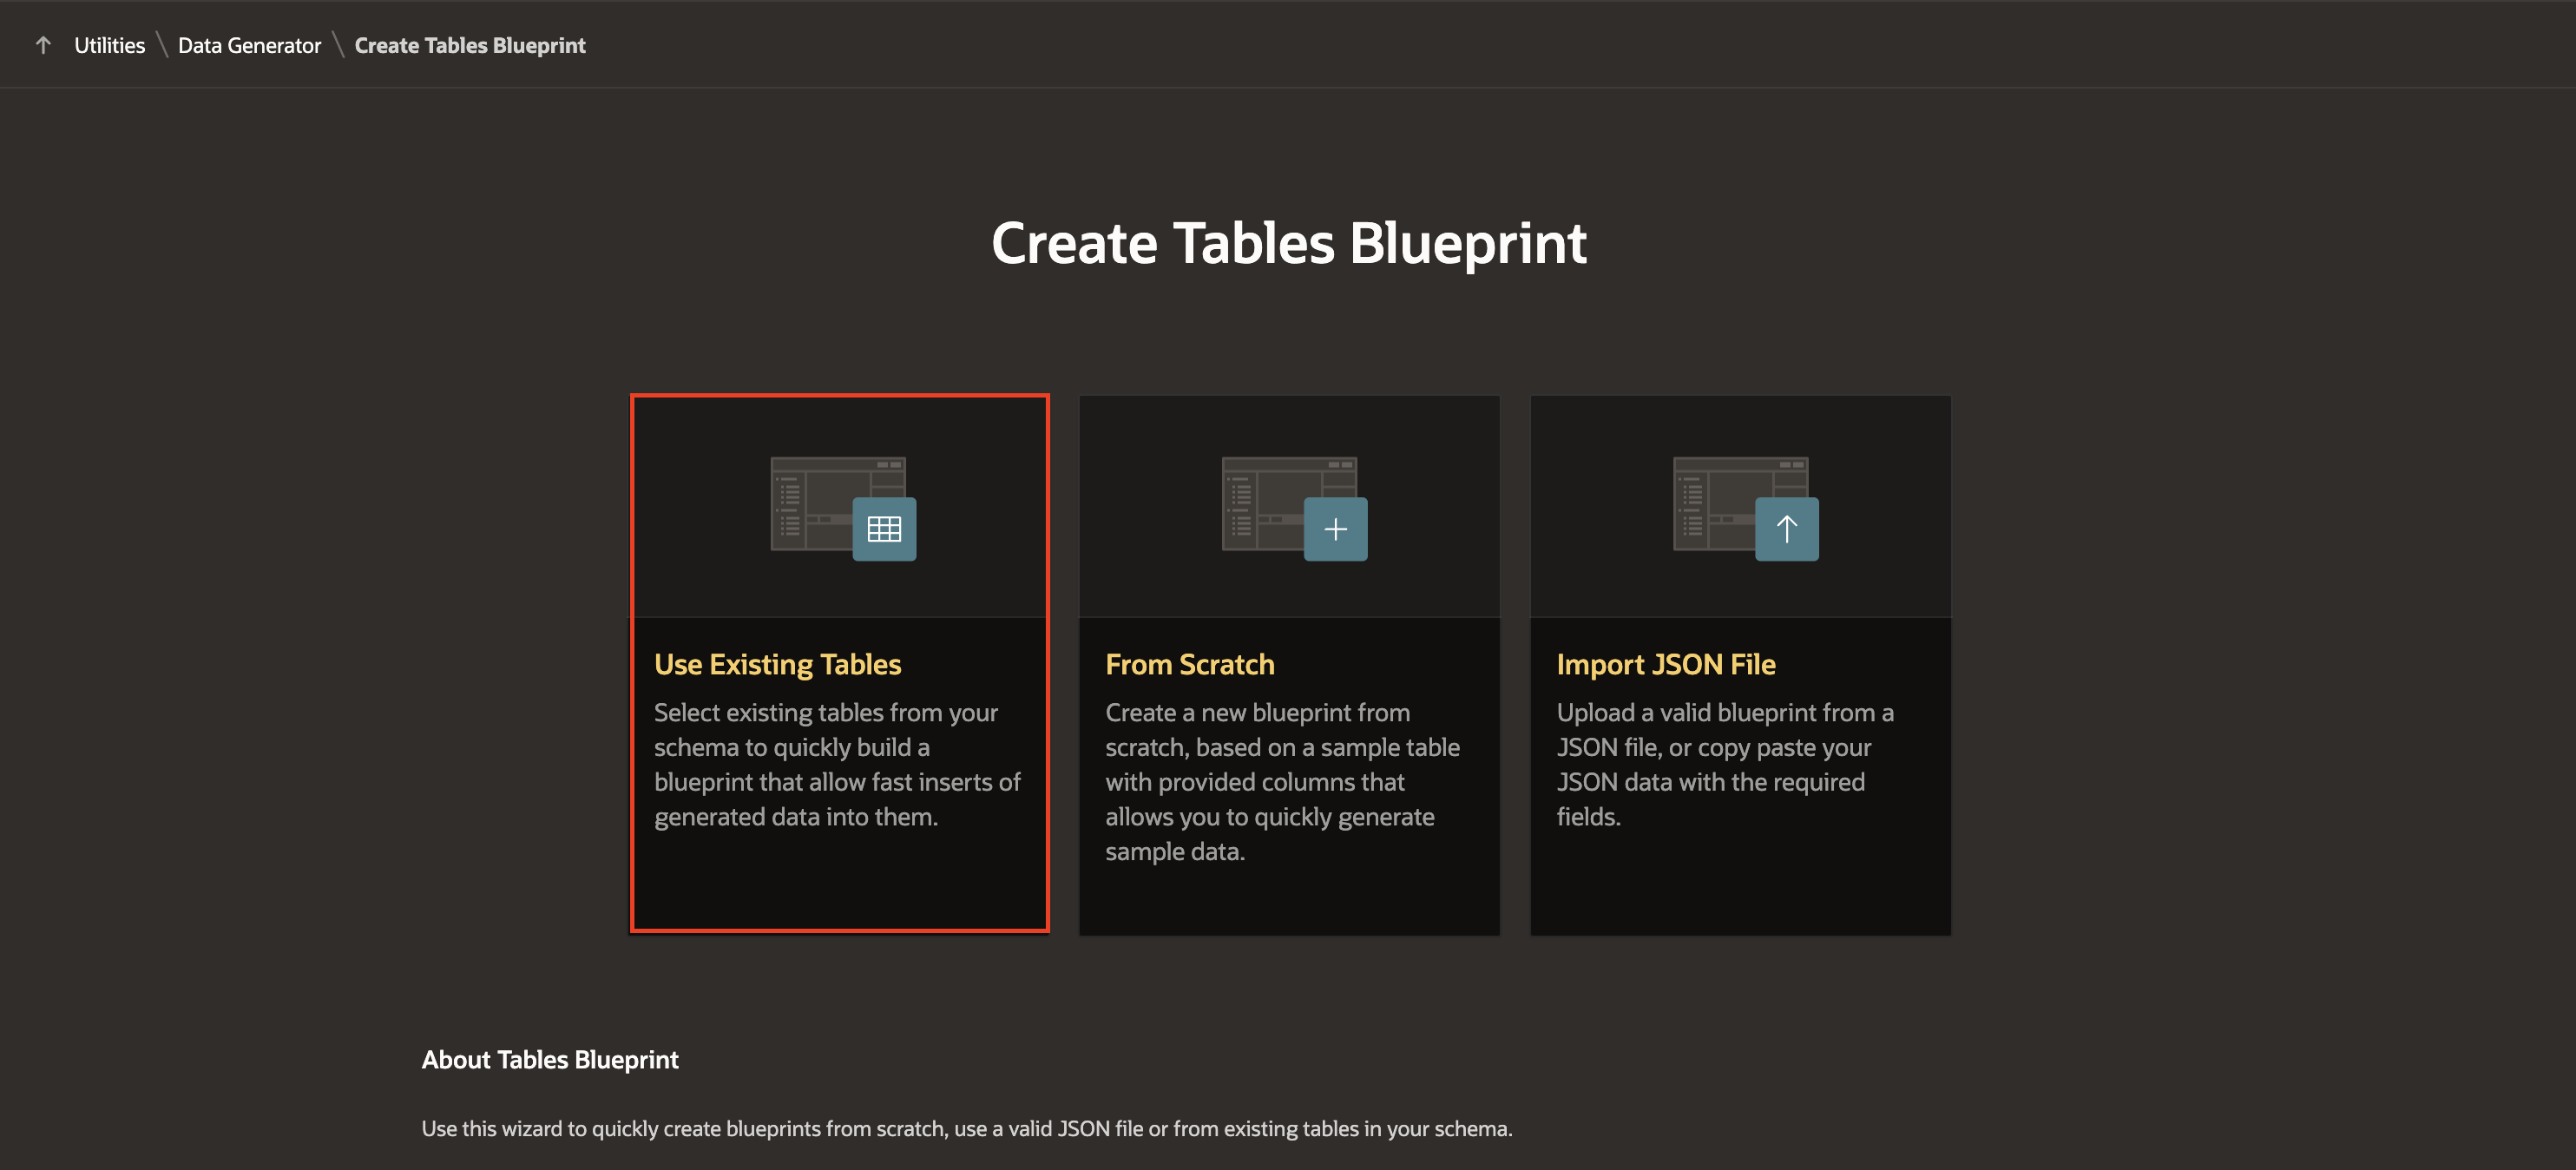 Utilities \ Data Generator \ Create Tables Blueprint
Create Tables Blueprint
Use Existing Tables
Select existing tables from your
schema to quickly build a
blueprint that allow fast inserts of
generated data into them.
From Scratch
Create a new blueprint from
scratch, based on a sample table
with provided columns that
allows you to quickly generate
sample data.
Import JSON File
Upload a valid blueprint from a
JSON file, or copy paste your
JSON data with the required
fields.
About Tables Blueprint
Use this wizard to quickly create blueprints from scratch, use a valid JSON file or from existing tables in your schema.